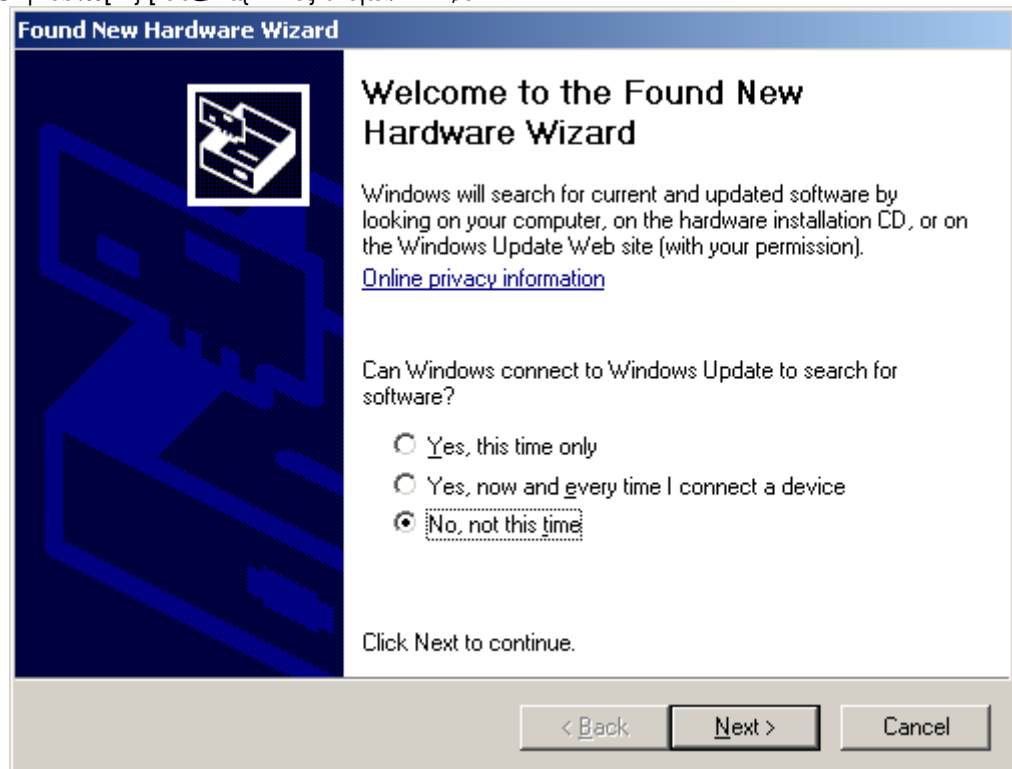 Found New Hardware Wizard
Welcome to the Found New
Hardware Wizard
Windows will search for current and updated software by
looking on your computer, on the hardware installation CD, or on
the Windows Update Web site (with your permission).
Online privacy information
Can Windows connect to Windows Update to search for
software?
Yes, this time only
Yes, now and every time I connect a device
No, not this time
Click Next to continue.
< Back
Next >
Cancel